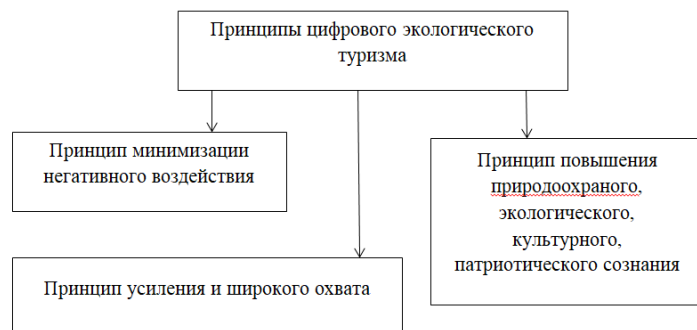 Принципы цифрового экологического
туризма
Принцип минимизации
негативного воздействия
Принцип повышения
природоохраного,
экологического,
культурного,
патриотического сознания
Принцип усиления и широкого охвата